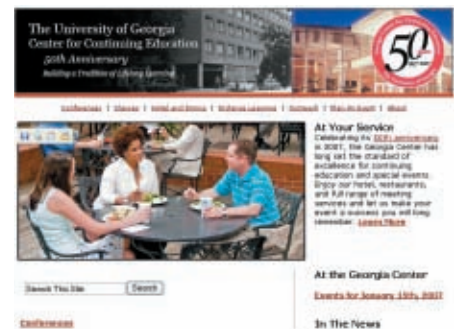 The University of Georgia
Center for Continuing Education
50th Anniversary
Building a Tradition of Lifelong Learning
50
Conferences | Classes | Hotel and Dining | Distance Learning | Outreach | Plan An Event | About
At Your Service
Celebrating its 50th anniversary
in 2007, the Georgia Center has
long set the standard of
excellence for continuing
education and special events.
Enjoy our hotel, restaurants,
and full range of meeting
services and let us make your
event a success you will long
remember. Learn More
Search This Site
Search
At the Georgia Center
Events for January 15th, 2007
Conferences
In The News